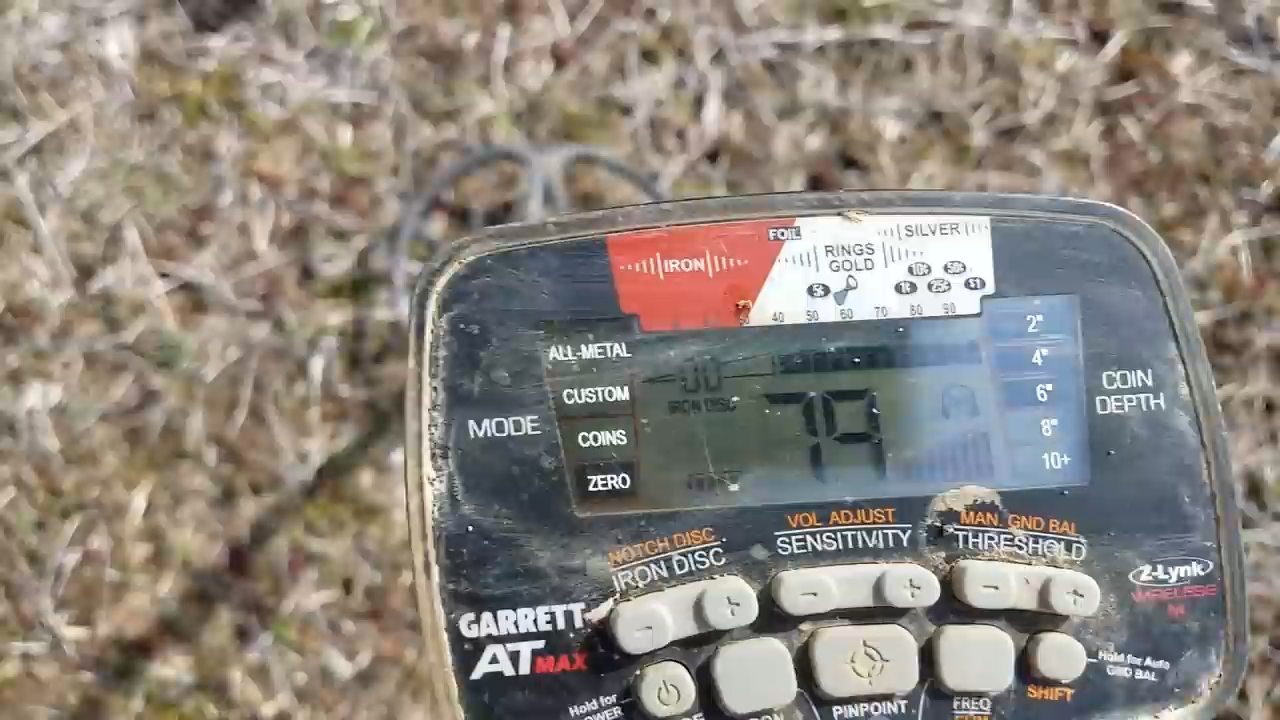 FOIL
SILVER
IRON
RINGS
GOLD
10¢ 50¢
5¢ 1¢ 25¢ $1
40 50 60 70 80 90
ALL-METAL
CUSTOM
COINS
ZERO
MODE
IRON DISC
79
2"
4"
6"
8"
10+
COIN
DEPTH
NOTCH DISC
IRON DISC
VOL ADJUST
SENSITIVITY
MAN. GND BAL
THRESHOLD
- + - + - +
Z-Lynk
WIRELESS
GARRETT
AT MAX
Hold for
PINPOINT
FREQ
SHIFT
Hold for Auto
GND BAL